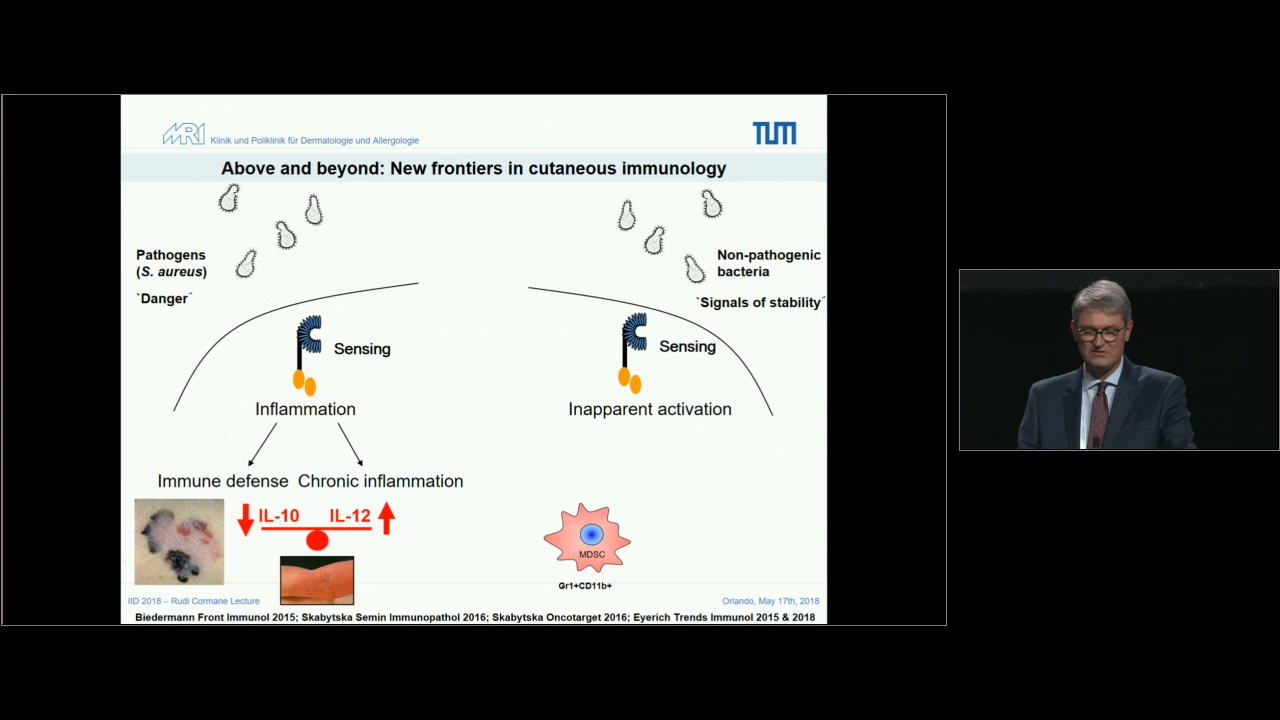 MRI Klinik und Poliklinik für Dermatologie und Allergologie
TUM
Above and beyond: New frontiers in cutaneous immunology
Pathogens
(S. aureus)
`Danger´
Non-pathogenic
bacteria
`Signals of stability´
Sensing
Sensing
Inflammation
Inapparent activation
Immune defense Chronic inflammation
IL-10 IL-12
MDSC
Gr1+CD11b+
IID 2018 – Rudi Cormane Lecture
Orlando, May 17th, 2018
Biedermann Front Immunol 2015; Skabytska Semin Immunopathol 2016; Skabytska Oncotarget 2016; Eyerich Trends Immunol 2015 & 2018